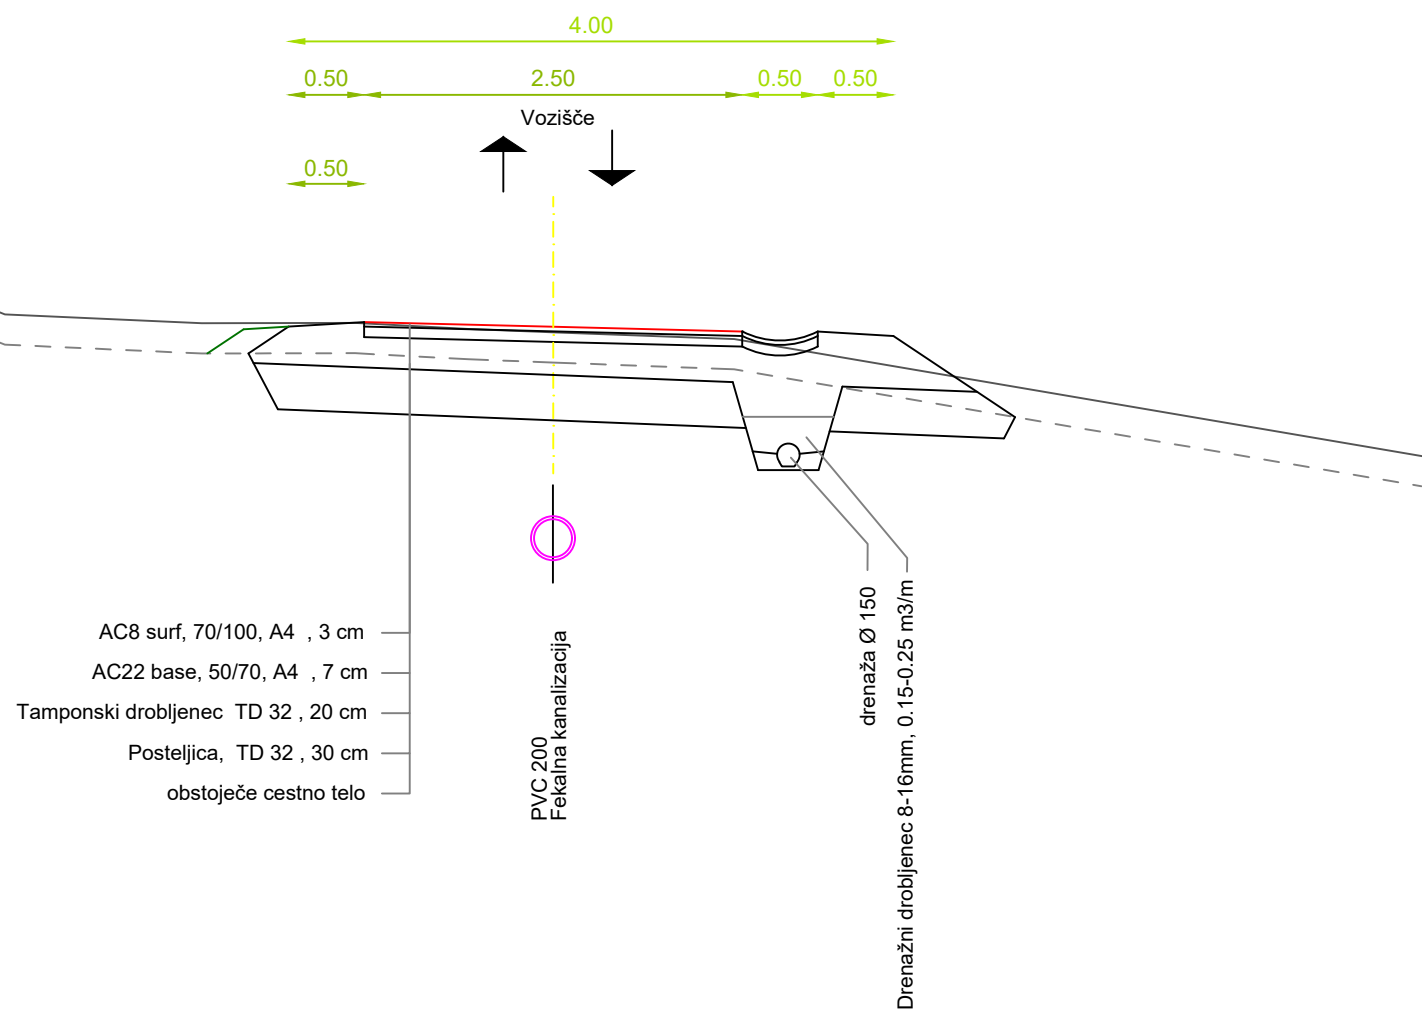 4.00
0.50 2.50 0.50 0.50
Vozišče
0.50
AC8 surf, 70/100, A4 , 3 cm
AC22 base, 50/70, A4 , 7 cm
Tamponski drobljenec TD 32 , 20 cm
Posteljica, TD 32 , 30 cm
obstoječe cestno telo
PVC 200
Fekalna kanalizacija
drenaža Ø 150
Drenažni drobljenec 8-16mm, 0.15-0.25 m3/m